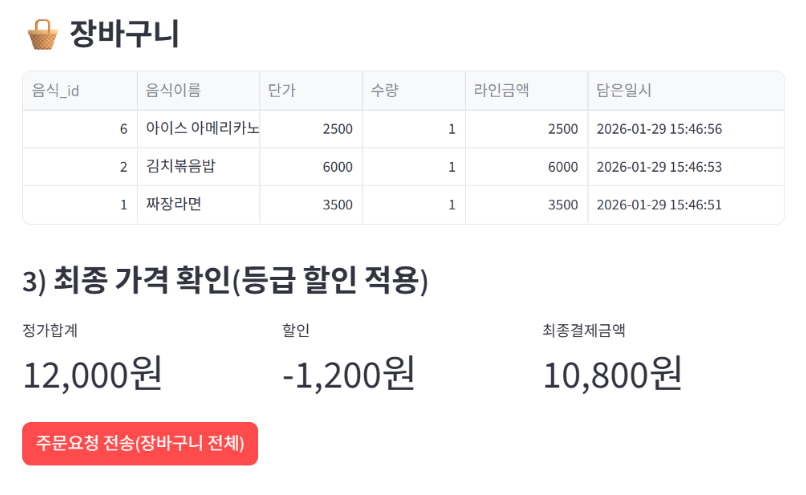 장바구니
음식_id 음식이름 단가 수량 라인금액 담은일시
6 아이스 아메리카노 2500 1 2500 2026-01-29 15:46:56
2 김치볶음밥 6000 1 6000 2026-01-29 15:46:53
1 짜장라면 3500 1 3500 2026-01-29 15:46:51
3) 최종 가격 확인(등급 할인 적용)
정가합계 할인 최종결제금액
12,000원 -1,200원 10,800원
주문요청 전송(장바구니 전체)